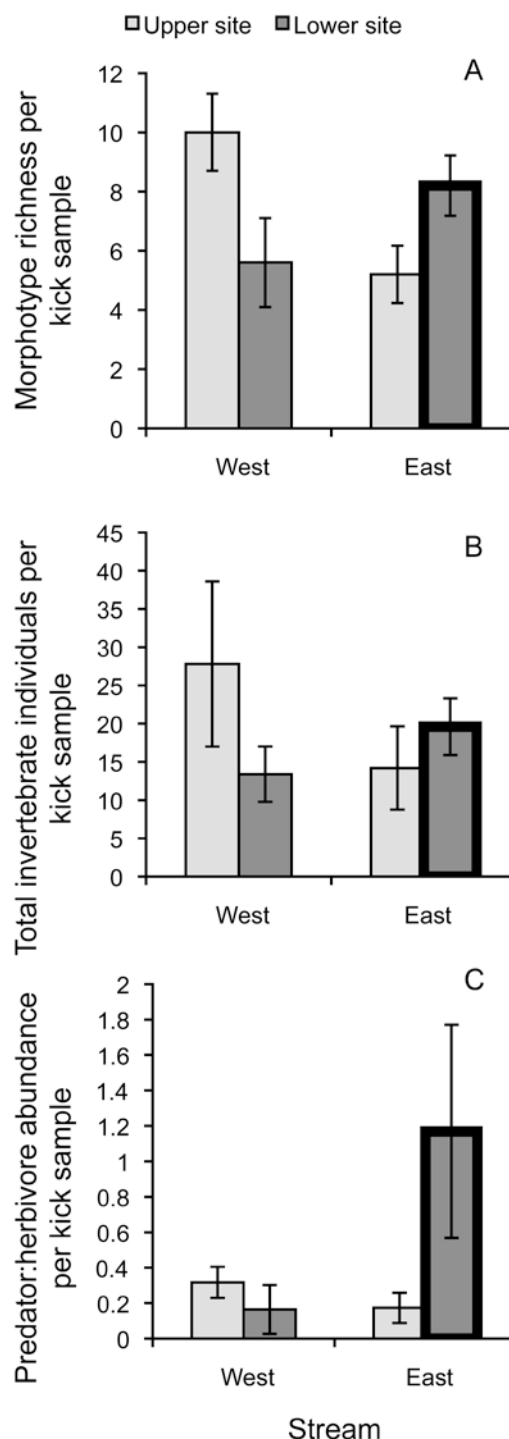 Upper site Lower site
A
Morphotype richness per
kick sample
12
10
8
6
4
2
0
West East
B
Total invertebrate individuals per
kick sample
45
40
35
30
25
20
15
10
5
0
West East
C
Predator:herbivore abundance
per kick sample
2
1.8
1.6
1.4
1.2
1
0.8
0.6
0.4
0.2
0
West East
Stream